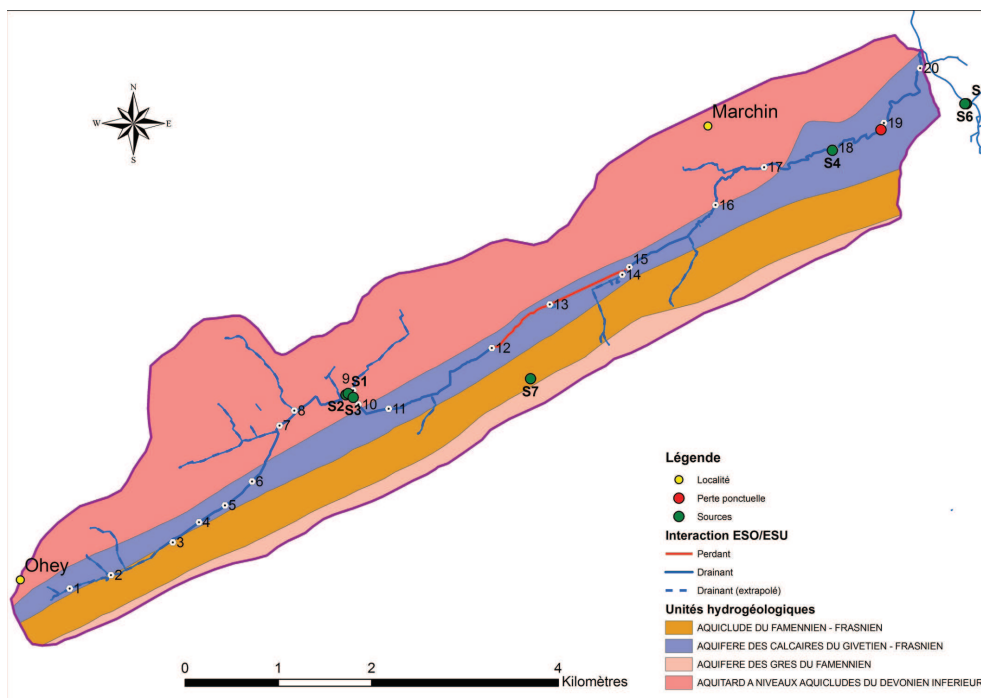 N
W E
S
Marchin
20
S
S6
19
S4
18
17
16
15
14
13
12
S7
9 S1
S2
S3
10
11
8
7
6
5
4
3
Ohey
2
1
0 1 2 4
Kilomètres
Légende
Localité
Perte ponctuelle
Sources
Interaction ESO/ESU
Perdant
Drainant
Drainant (extrapolé)
Unités hydrogéologiques
AQUICLUDE DU FAMENNIEN - FRASNIEN
AQUIFERE DES CALCAIRES DU GIVETIEN - FRASNIEN
AQUIFERE DES GRES DU FAMENNIEN
AQUITARD A NIVEAUX AQUICLUDES DU DEVONIEN INFERIEUR